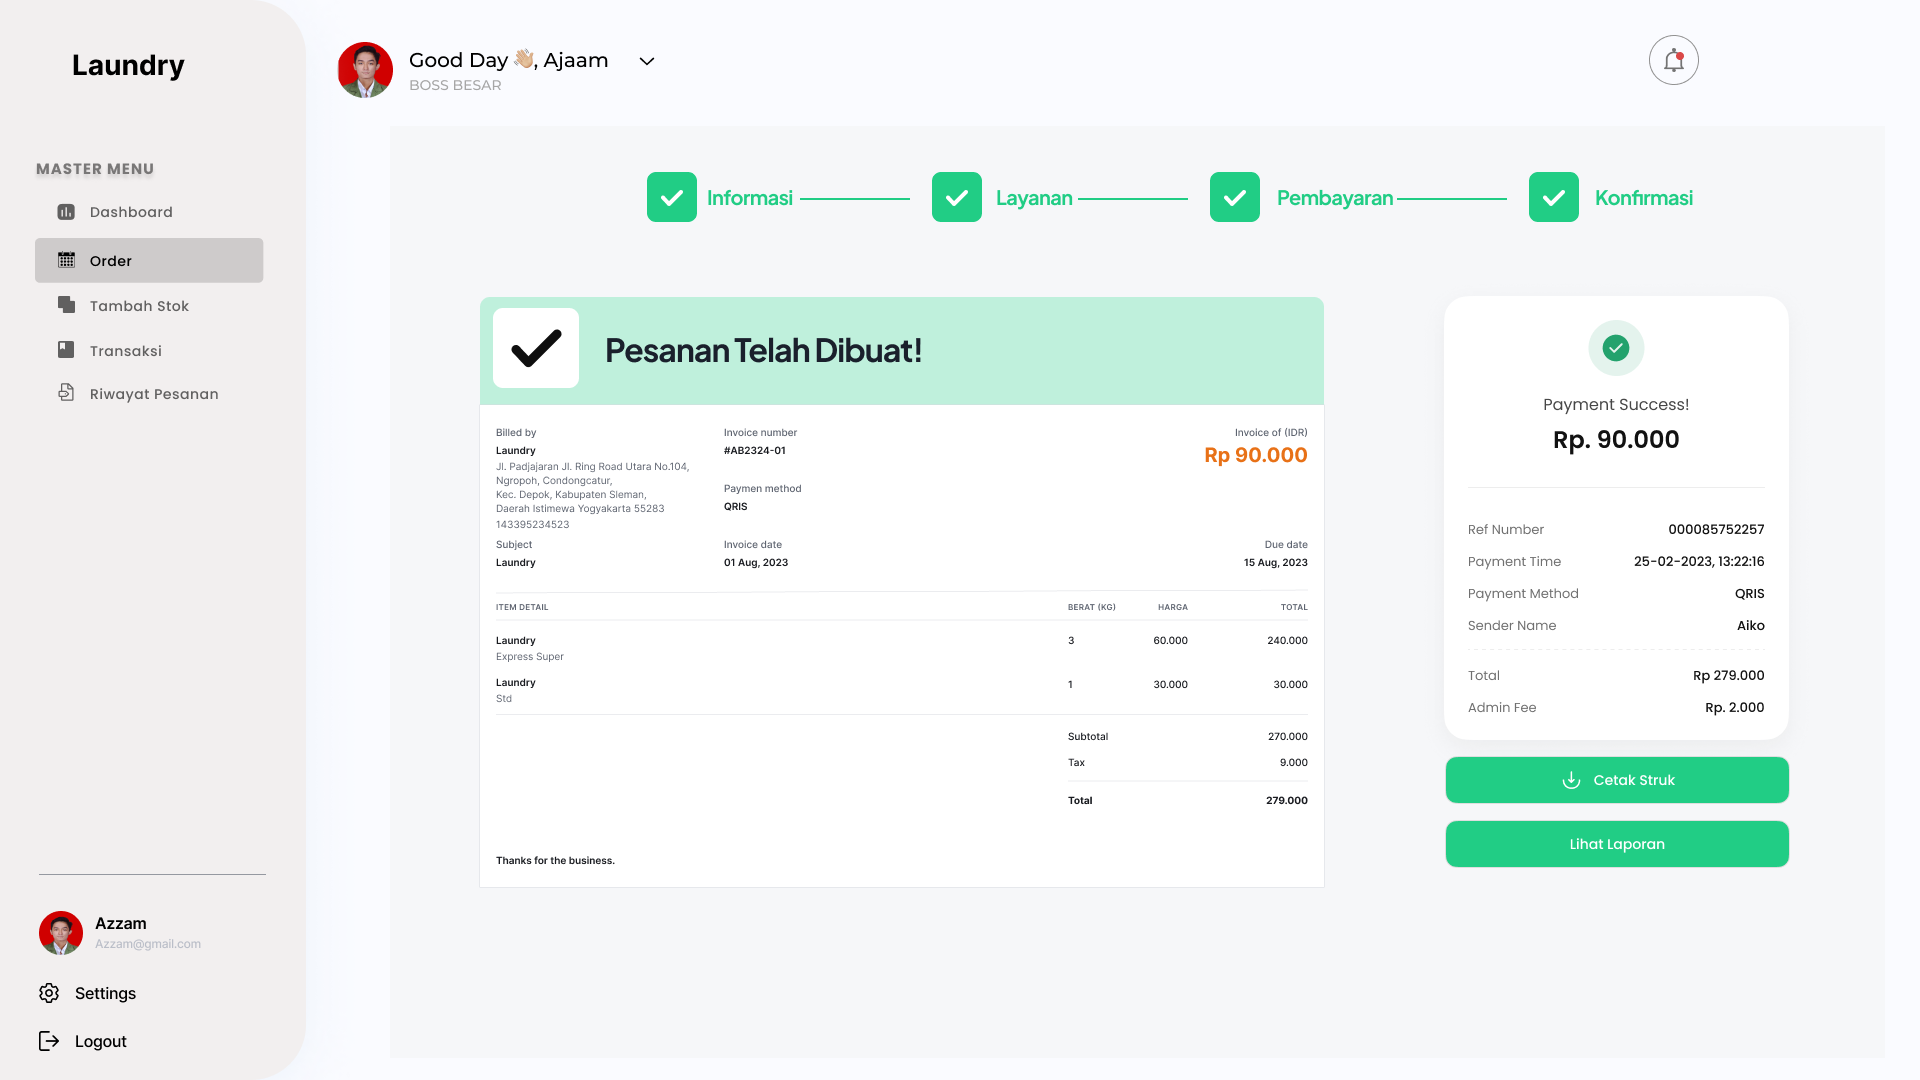 Laundry
MASTER MENU
Dashboard
Order
Tambah Stok
Transaksi
Riwayat Pesanan
Azzam
Azzam@gmail.com
Settings
Logout
Good Day 👋🏼, Ajaam
BOSS BESAR
Informasi
Layanan
Pembayaran
Konfirmasi
Pesanan Telah Dibuat!
Billed by
Laundry
Jl. Padjajaran Jl. Ring Road Utara No.104,
Ngropoh, Condongcatur,
Kec. Depok, Kabupaten Sleman,
Daerah Istimewa Yogyakarta 55283
143395234523
Invoice number
#AB2324-01
Paymen method
QRIS
Invoice of (IDR)
Rp 90.000
Subject
Laundry
Invoice date
01 Aug, 2023
Due date
15 Aug, 2023
ITEM DETAIL BERAT (KG) HARGA TOTAL
Laundry 3 60.000 240.000
Express Super
Laundry 1 30.000 30.000
Std
Subtotal 270.000
Tax 9.000
Total 279.000
Thanks for the business.
Payment Success!
Rp. 90.000
Ref Number 000085752257
Payment Time 25-02-2023, 13:22:16
Payment Method QRIS
Sender Name Aiko
Total Rp 279.000
Admin Fee Rp. 2.000
Cetak Struk
Lihat Laporan